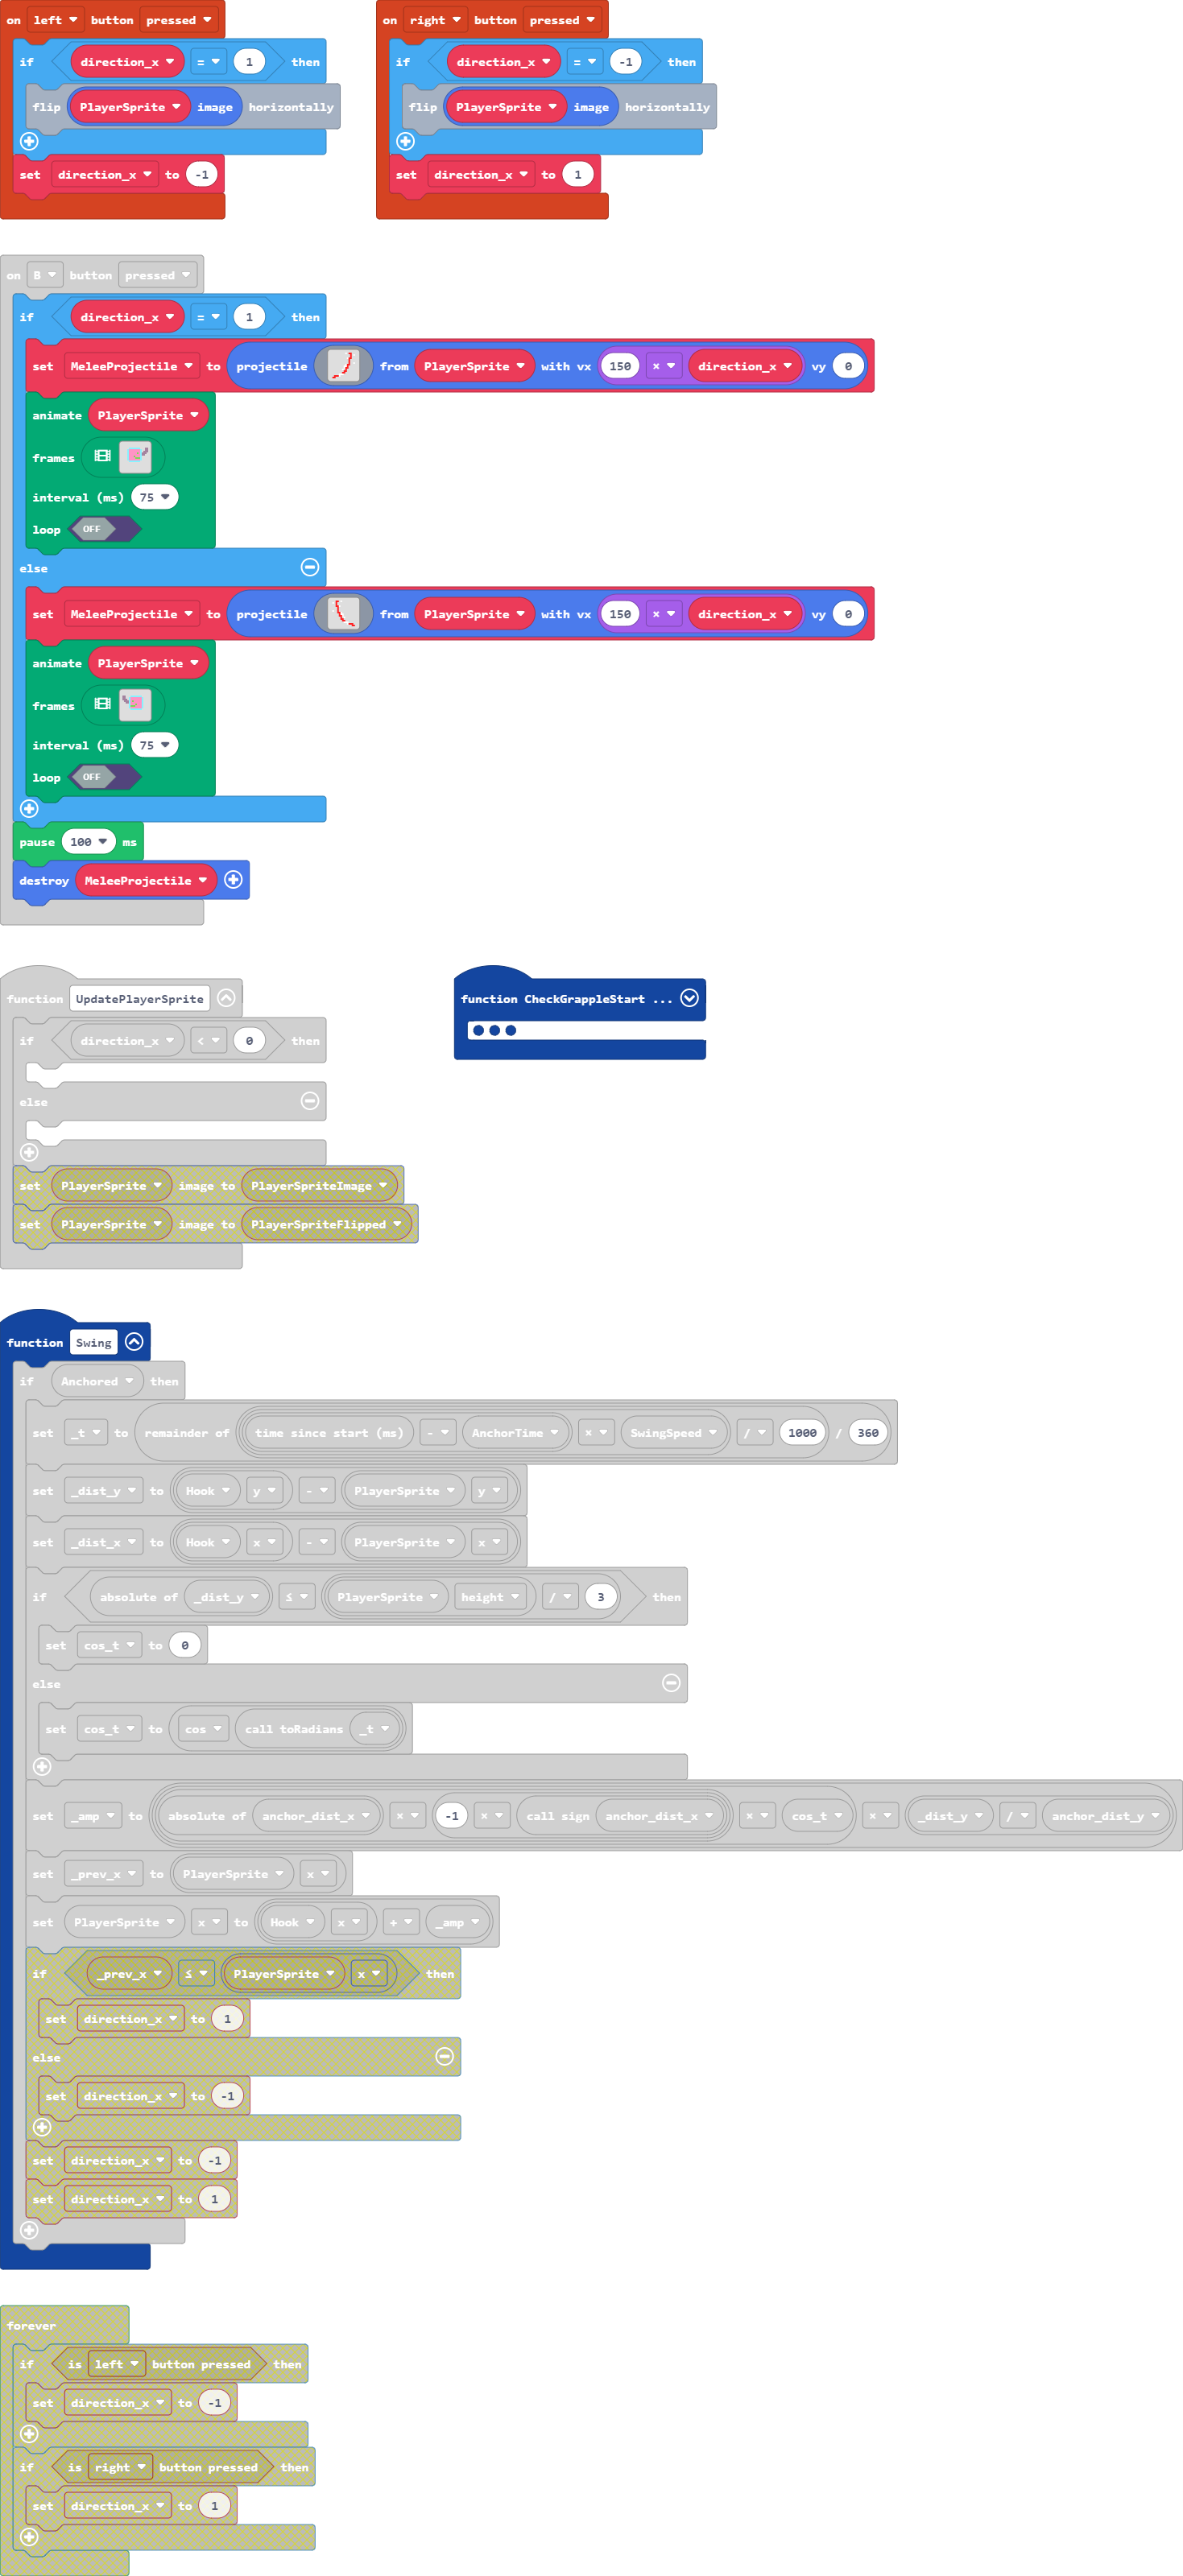 on left button pressed
if direction_x = 1 then
flip PlayerSprite image horizontally
set direction_x to -1
on right button pressed
if direction_x = -1 then
flip PlayerSprite image horizontally
set direction_x to 1
on B button pressed
if direction_x = 1 then
set MeleeProjectile to projectile from PlayerSprite with vx 150 × direction_x vy 0
animate PlayerSprite
frames
interval (ms) 75
loop OFF
else
set MeleeProjectile to projectile from PlayerSprite with vx 150 × direction_x vy 0
animate PlayerSprite
frames
interval (ms) 75
loop OFF
pause 100 ms
destroy MeleeProjectile
function UpdatePlayerSprite
if direction_x < 0 then
else
set PlayerSprite image to PlayerSpriteImage
set PlayerSprite image to PlayerSpriteFlipped
function CheckGrappleStart ...
function Swing
if Anchored then
set _t to remainder of time since start (ms) - AnchorTime × SwingSpeed / 1000 / 360
set _dist_y to Hook y - PlayerSprite y
set _dist_x to Hook x - PlayerSprite x
if absolute of _dist_y ≤ PlayerSprite height / 3 then
set cos_t to 0
else
set cos_t to cos call toRadians _t
set _amp to absolute of anchor_dist_x × -1 × call sign anchor_dist_x × cos_t × _dist_y / anchor_dist_y
set _prev_x to PlayerSprite x
set PlayerSprite x to Hook x + _amp
if _prev_x ≤ PlayerSprite x then
set direction_x to 1
else
set direction_x to -1
set direction_x to -1
set direction_x to 1
forever
if is left button pressed then
set direction_x to -1
if is right button pressed then
set direction_x to 1